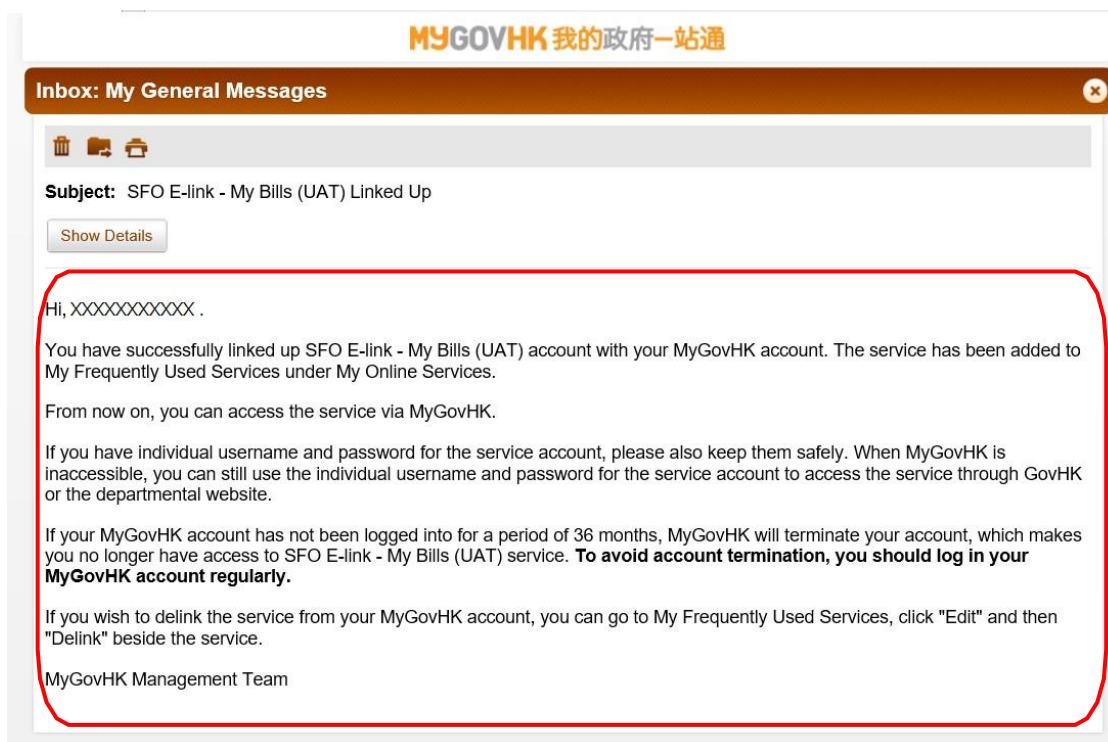 MYGOVHK 我的政府一站通
Inbox: My General Messages
Subject: SFO E-link - My Bills (UAT) Linked Up
Show Details
Hi, XXXXXXXXXXX .
You have successfully linked up SFO E-link - My Bills (UAT) account with your MyGovHK account. The service has been added to
My Frequently Used Services under My Online Services.
From now on, you can access the service via MyGovHK.
If you have individual username and password for the service account, please also keep them safely. When MyGovHK is
inaccessible, you can still use the individual username and password for the service account to access the service through GovHK
or the departmental website.
If your MyGovHK account has not been logged into for a period of 36 months, MyGovHK will terminate your account, which makes
you no longer have access to SFO E-link - My Bills (UAT) service. To avoid account termination, you should log in your
MyGovHK account regularly.
If you wish to delink the service from your MyGovHK account, you can go to My Frequently Used Services, click "Edit" and then
"Delink" beside the service.
MyGovHK Management Team